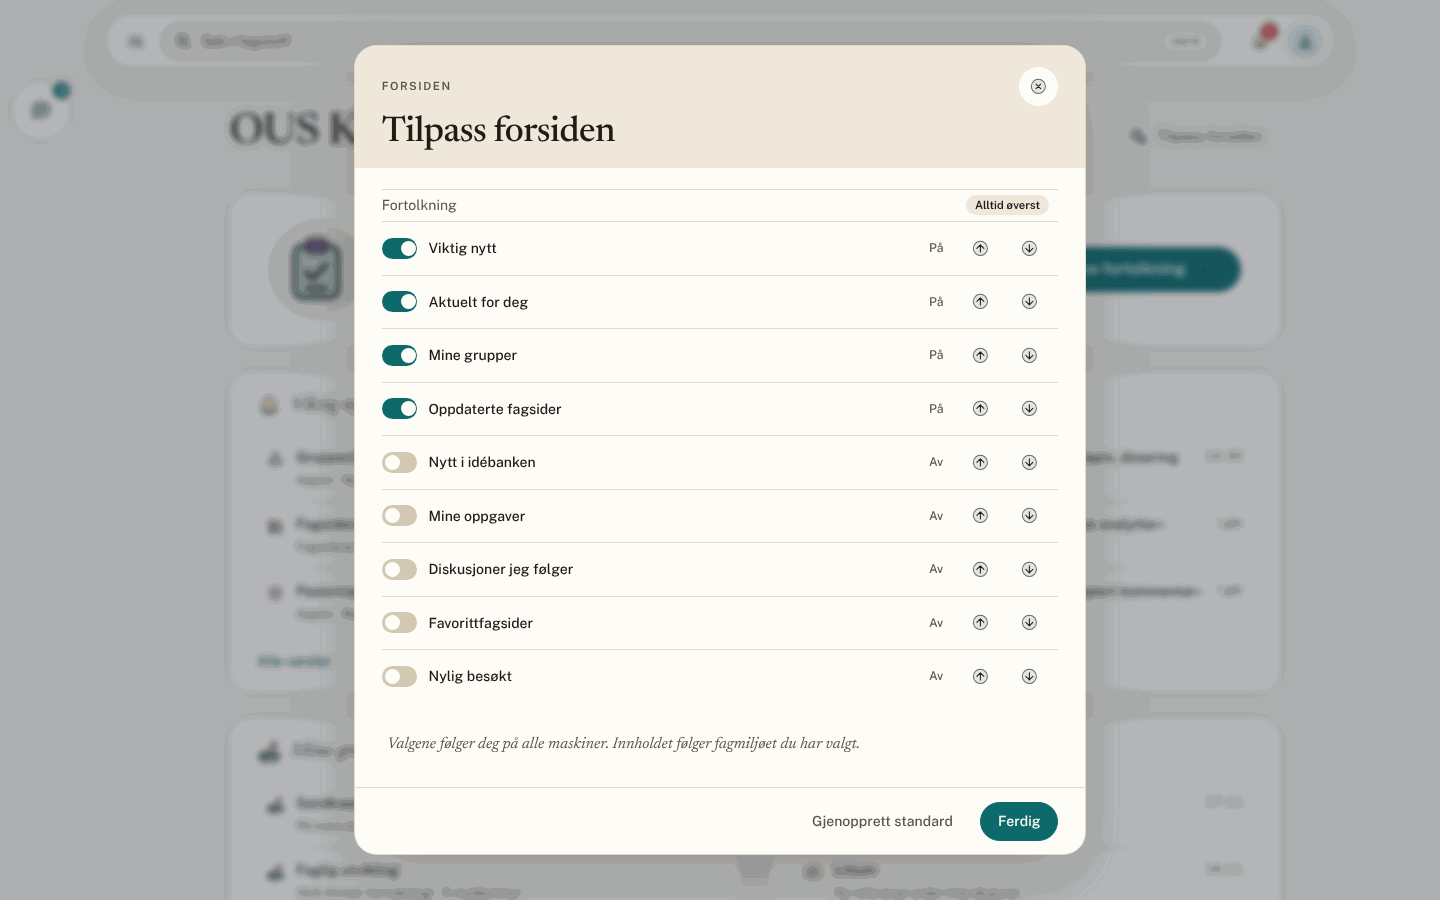 OUS K
FORSIDEN
Tilpass forsiden
Fortolkning
Alltid øverst
Viktig nytt
På
Aktuelt for deg
På
Mine grupper
På
Oppdaterte fagsider
På
Nytt i idébanken
Av
Mine oppgaver
Av
Diskusjoner jeg følger
Av
Favorittfagsider
Av
Nylig besøkt
Av
Valgene følger deg på alle maskiner. Innholdet følger fagmiljøet du har valgt.
Gjenopprett standard
Ferdig